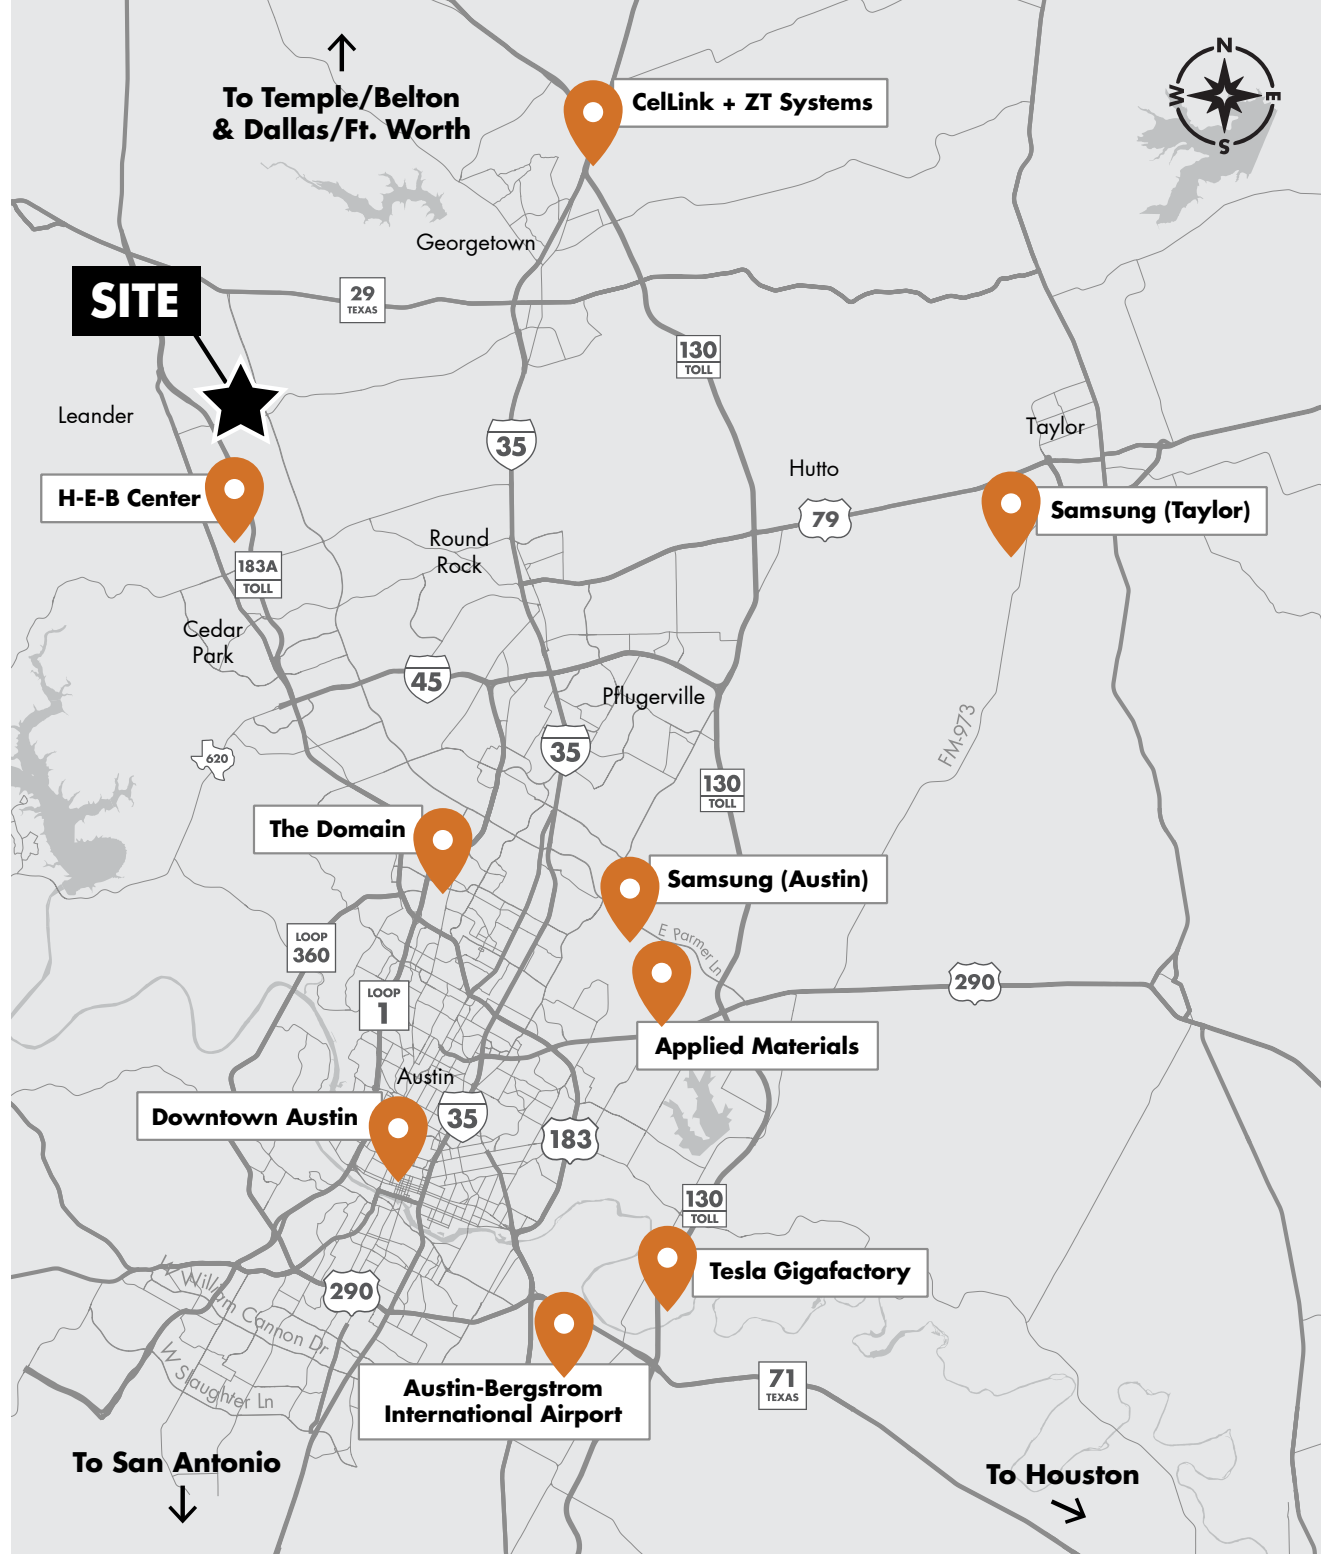 N
W
E
S
To Temple/Belton
& Dallas/Ft. Worth
CelLink + ZT Systems
Georgetown
SITE
29
TEXAS
130
TOLL
Leander
35
Taylor
Hutto
H-E-B Center
79
Samsung (Taylor)
Round
Rock
183A
TOLL
Cedar
Park
45
Pflugerville
FM-973
35
620
130
TOLL
The Domain
Samsung (Austin)
E Parmer Ln
LOOP
360
290
LOOP
1
Applied Materials
Austin
Downtown Austin
35
183
130
TOLL
Tesla Gigafactory
W William Cannon Dr
290
W Slaughter Ln
71
TEXAS
Austin-Bergstrom
International Airport
To San Antonio
To Houston